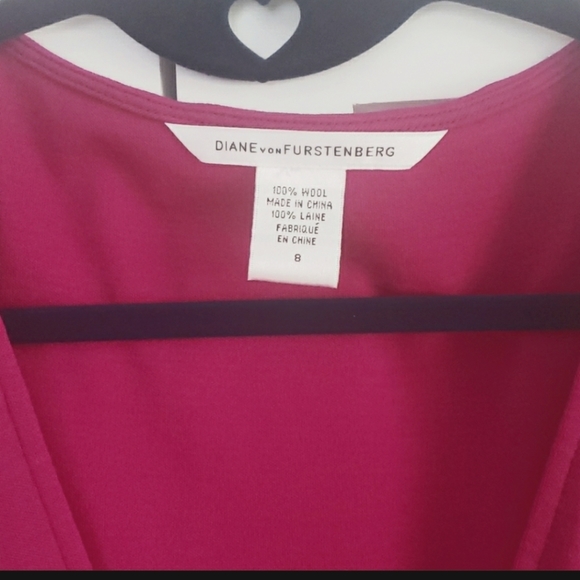 DIANE VON FURSTENBERG
100% WOOL
MADE IN CHINA
100% LAINE
FABRIQUÉ
EN CHINE
8